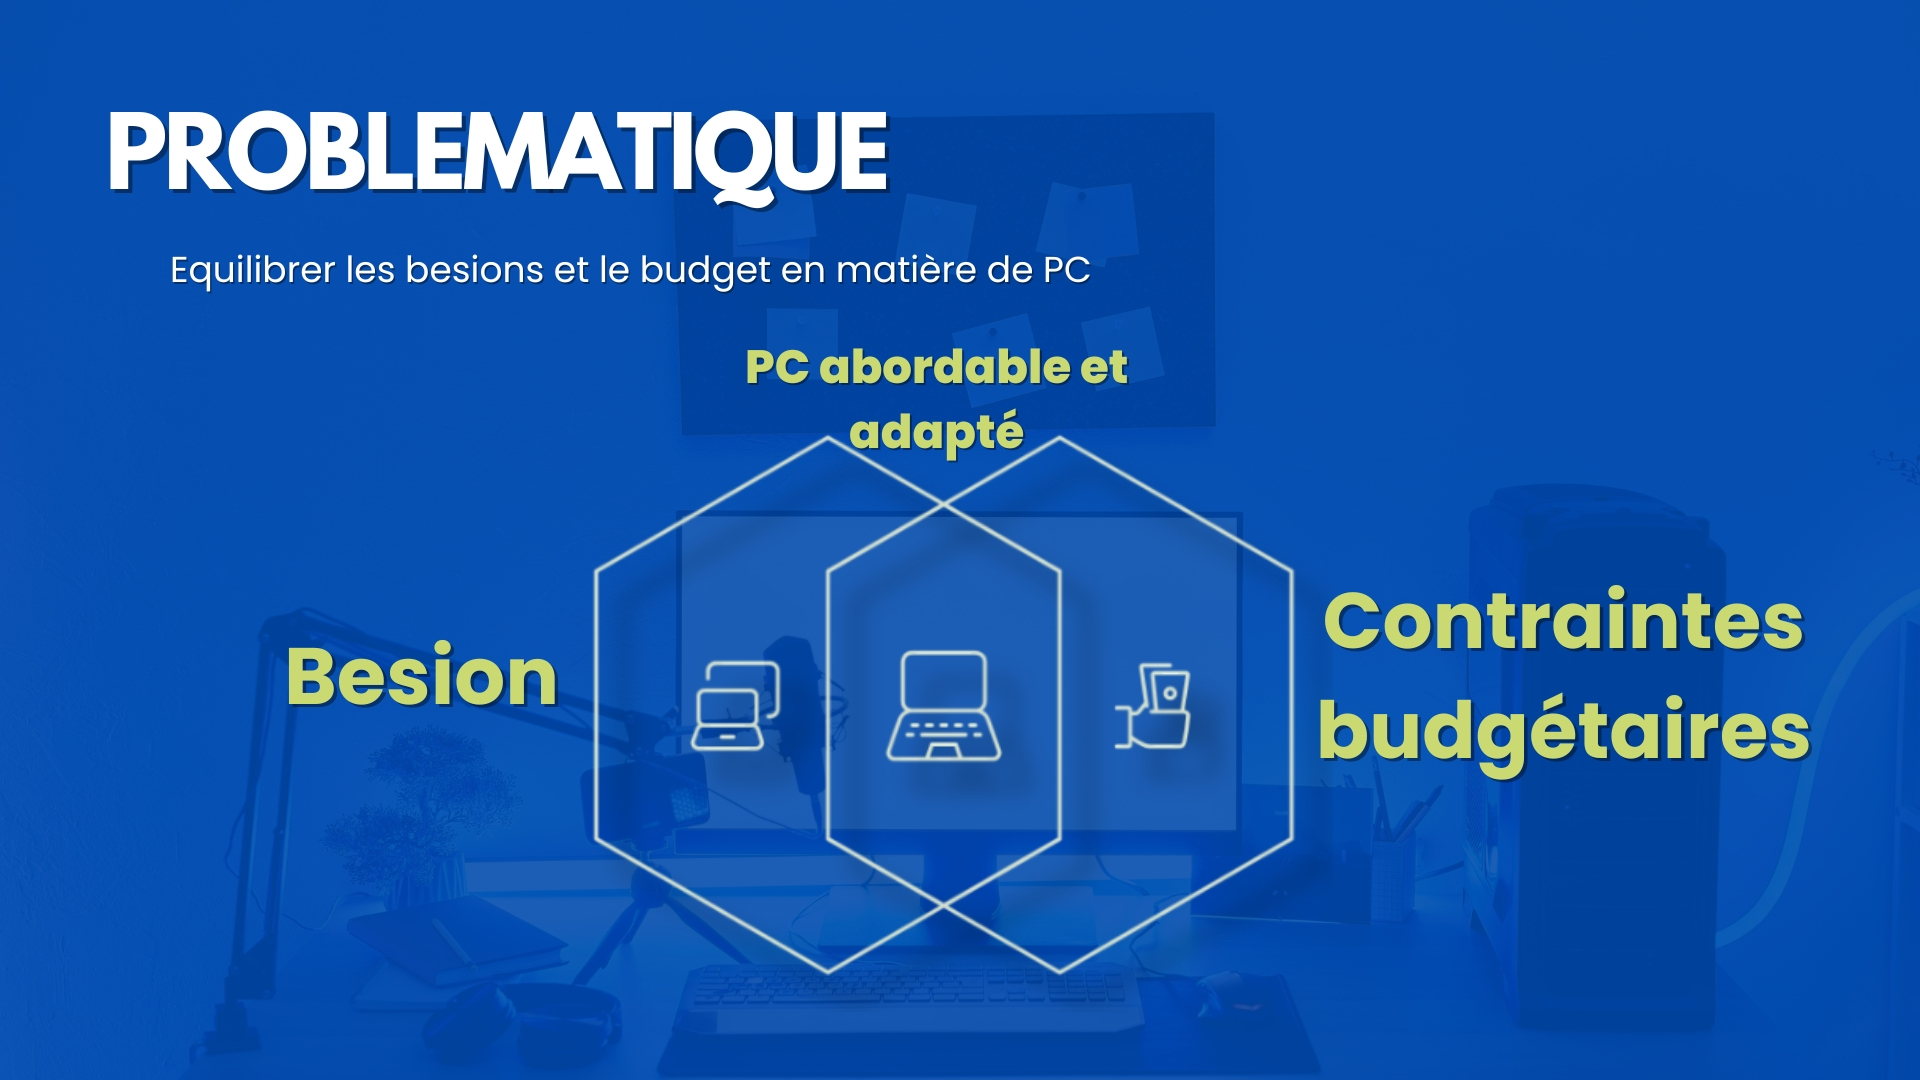 PROBLEMATIQUE
Equilibrer les besions et le budget en matière de PC
PC abordable et
adapté
Besion
Contraintes
budgétaires